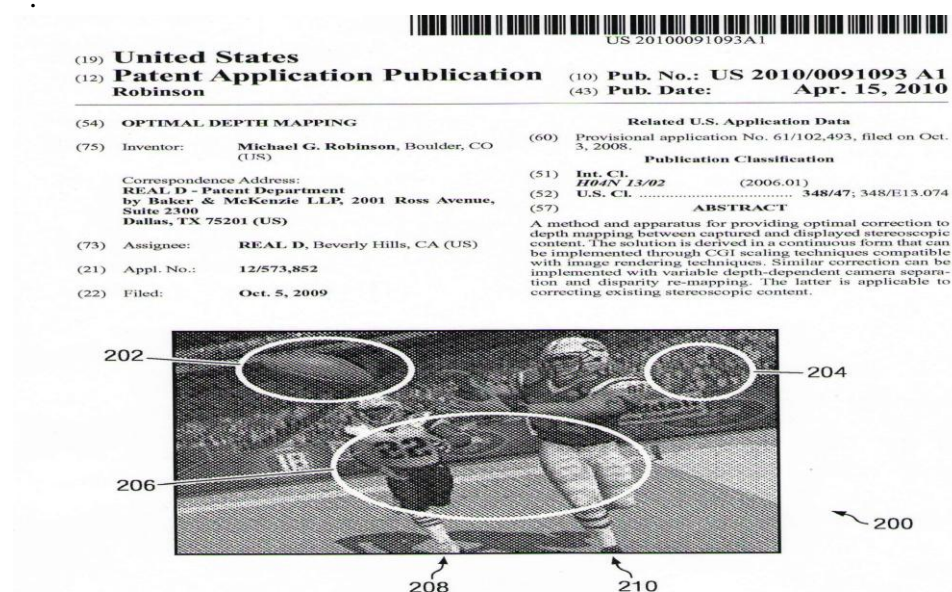 US 20100091093A1
(19) United States
(12) Patent Application Publication
Robinson
(10) Pub. No.: US 2010/0091093 A1
(43) Pub. Date: Apr. 15, 2010
(54) OPTIMAL DEPTH MAPPING
(75) Inventor: Michael G. Robinson, Boulder, CO
(US)
Correspondence Address:
REAL D - Patent Department
by Baker & McKenzie LLP, 2001 Ross Avenue,
Suite 2300
Dallas, TX 75201 (US)
(73) Assignee: REAL D, Beverly Hills, CA (US)
(21) Appl. No.: 12/573,852
(22) Filed: Oct. 5, 2009
Related U.S. Application Data
(60) Provisional application No. 61/102,493, filed on Oct.
3, 2008.
Publication Classification
(51) Int. Cl.
H04N 13/02 (2006.01)
(52) U.S. Cl. ................................ 348/47; 348/E13.074
(57) ABSTRACT
A method and apparatus for providing optimal correction to
depth mapping between captured and displayed stereoscopic
content. The solution is derived in a continuous form that can
be implemented through CGI scaling techniques compatible
with image rendering techniques. Similar correction can be
implemented with variable depth-dependent camera separa-
tion and disparity re-mapping. The latter is applicable to
correcting existing stereoscopic content.
202
204
22
206
200
208
210